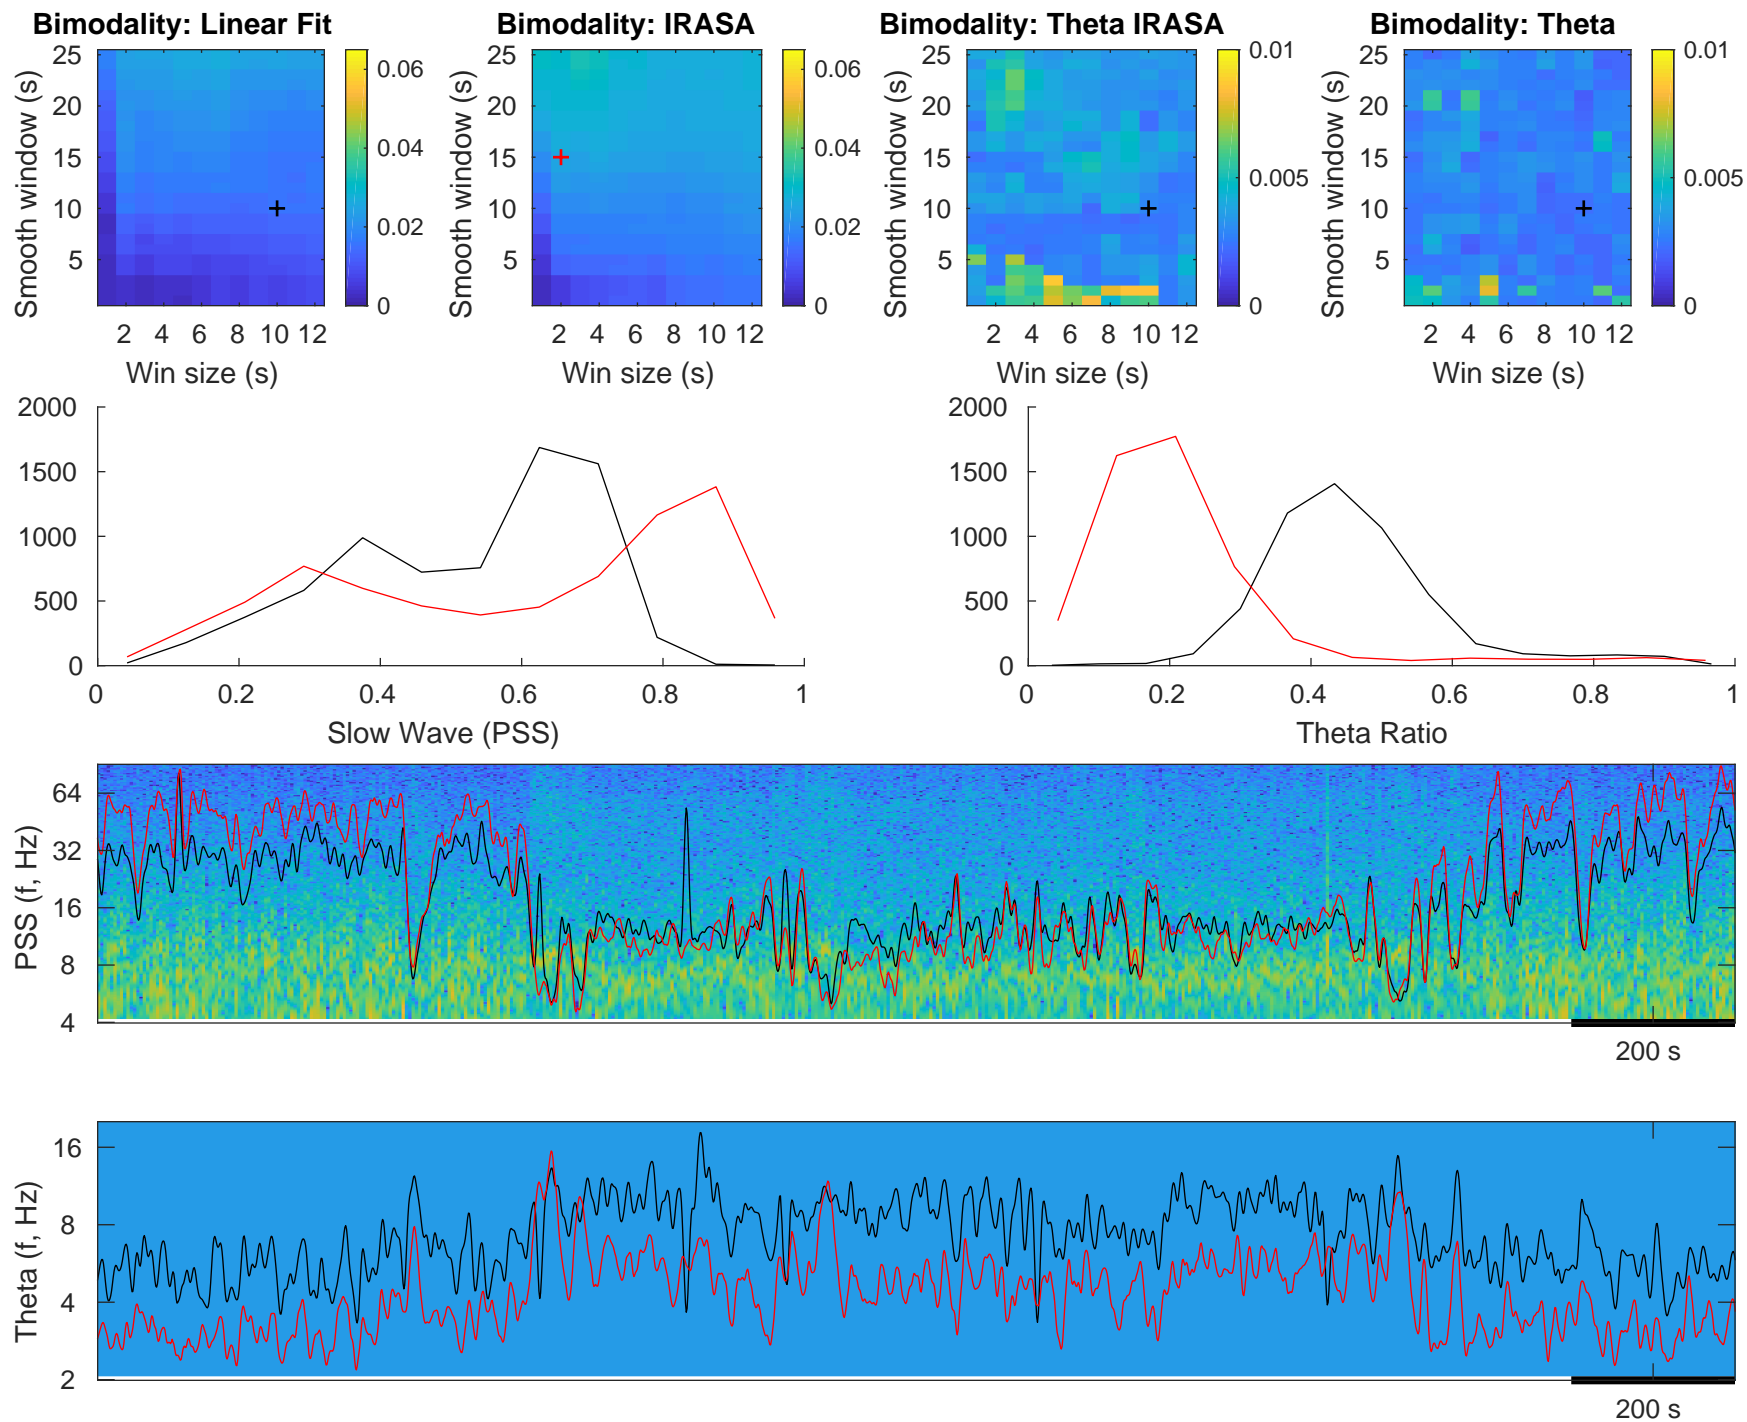 Bimodality: Linear Fit
Bimodality: IRASA
Bimodality: Theta IRASA
Bimodality: Theta
Smooth window (s)
25
20
15
10
5
2 4 6 8 10 12
Win size (s)
0.06
0.04
0.02
0
Smooth window (s)
25
20
15
10
5
2 4 6 8 10 12
Win size (s)
0.06
0.04
0.02
0
Smooth window (s)
25
20
15
10
5
2 4 6 8 10 12
Win size (s)
0.01
0.005
0
Smooth window (s)
25
20
15
10
5
2 4 6 8 10 12
Win size (s)
0.01
0.005
0
2000
1500
1000
500
0
0 0.2 0.4 0.6 0.8 1
Slow Wave (PSS)
2000
1500
1000
500
0
0 0.2 0.4 0.6 0.8 1
Theta Ratio
PSS (f, Hz)
64
32
16
8
4
200 s
Theta (f, Hz)
16
8
4
2
200 s